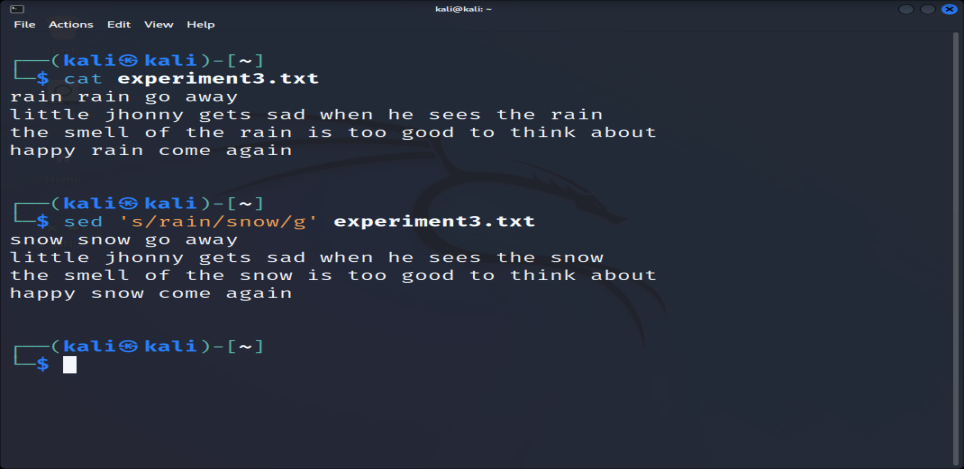 kali@kali: ~
File Actions Edit View Help
┌──(kali㉿kali)-[~]
└─$ cat experiment3.txt
rain rain go away
little jhonny gets sad when he sees the rain
the smell of the rain is too good to think about
happy rain come again
┌──(kali㉿kali)-[~]
└─$ sed 's/rain/snow/g' experiment3.txt
snow snow go away
little jhonny gets sad when he sees the snow
the smell of the snow is too good to think about
happy snow come again
┌──(kali㉿kali)-[~]
└─$